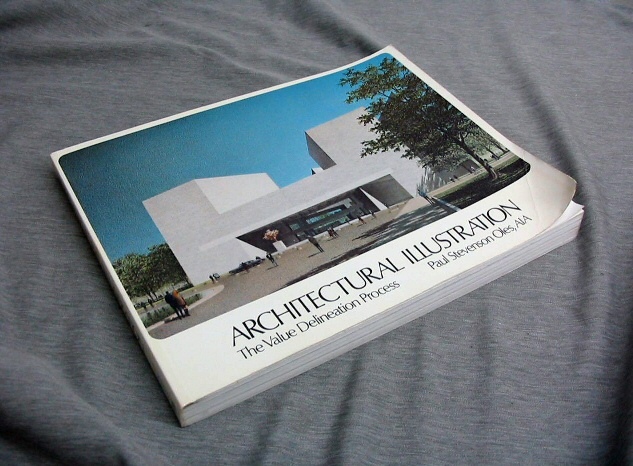 ARCHITECTURAL ILLUSTRATION
The Value Delineation Process
Paul Stevenson Oles, AIA